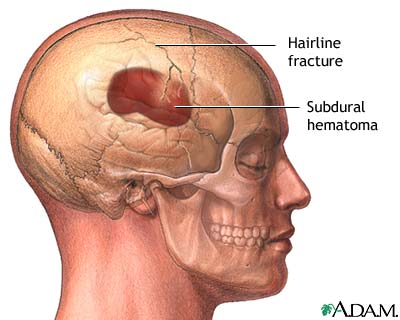 Hairline
fracture
Subdural
hematoma
A.D.A.M.